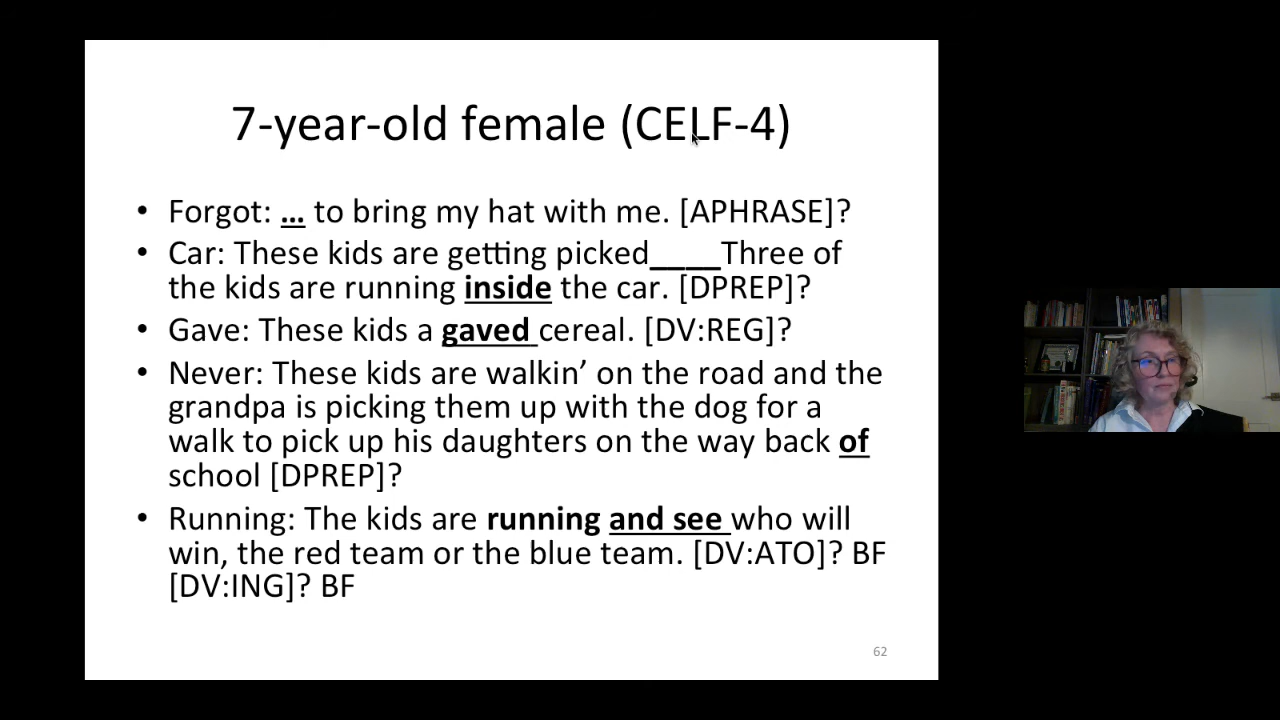 7-year-old female (CELF-4)
• Forgot: ... to bring my hat with me. [APHRASE]?
• Car: These kids are getting picked____Three of
the kids are running inside the car. [DPREP]?
• Gave: These kids a gaved cereal. [DV:REG]?
• Never: These kids are walkin’ on the road and the
grandpa is picking them up with the dog for a
walk to pick up his daughters on the way back of
school [DPREP]?
• Running: The kids are running and see who will
win, the red team or the blue team. [DV:ATO]? BF
[DV:ING]? BF
62